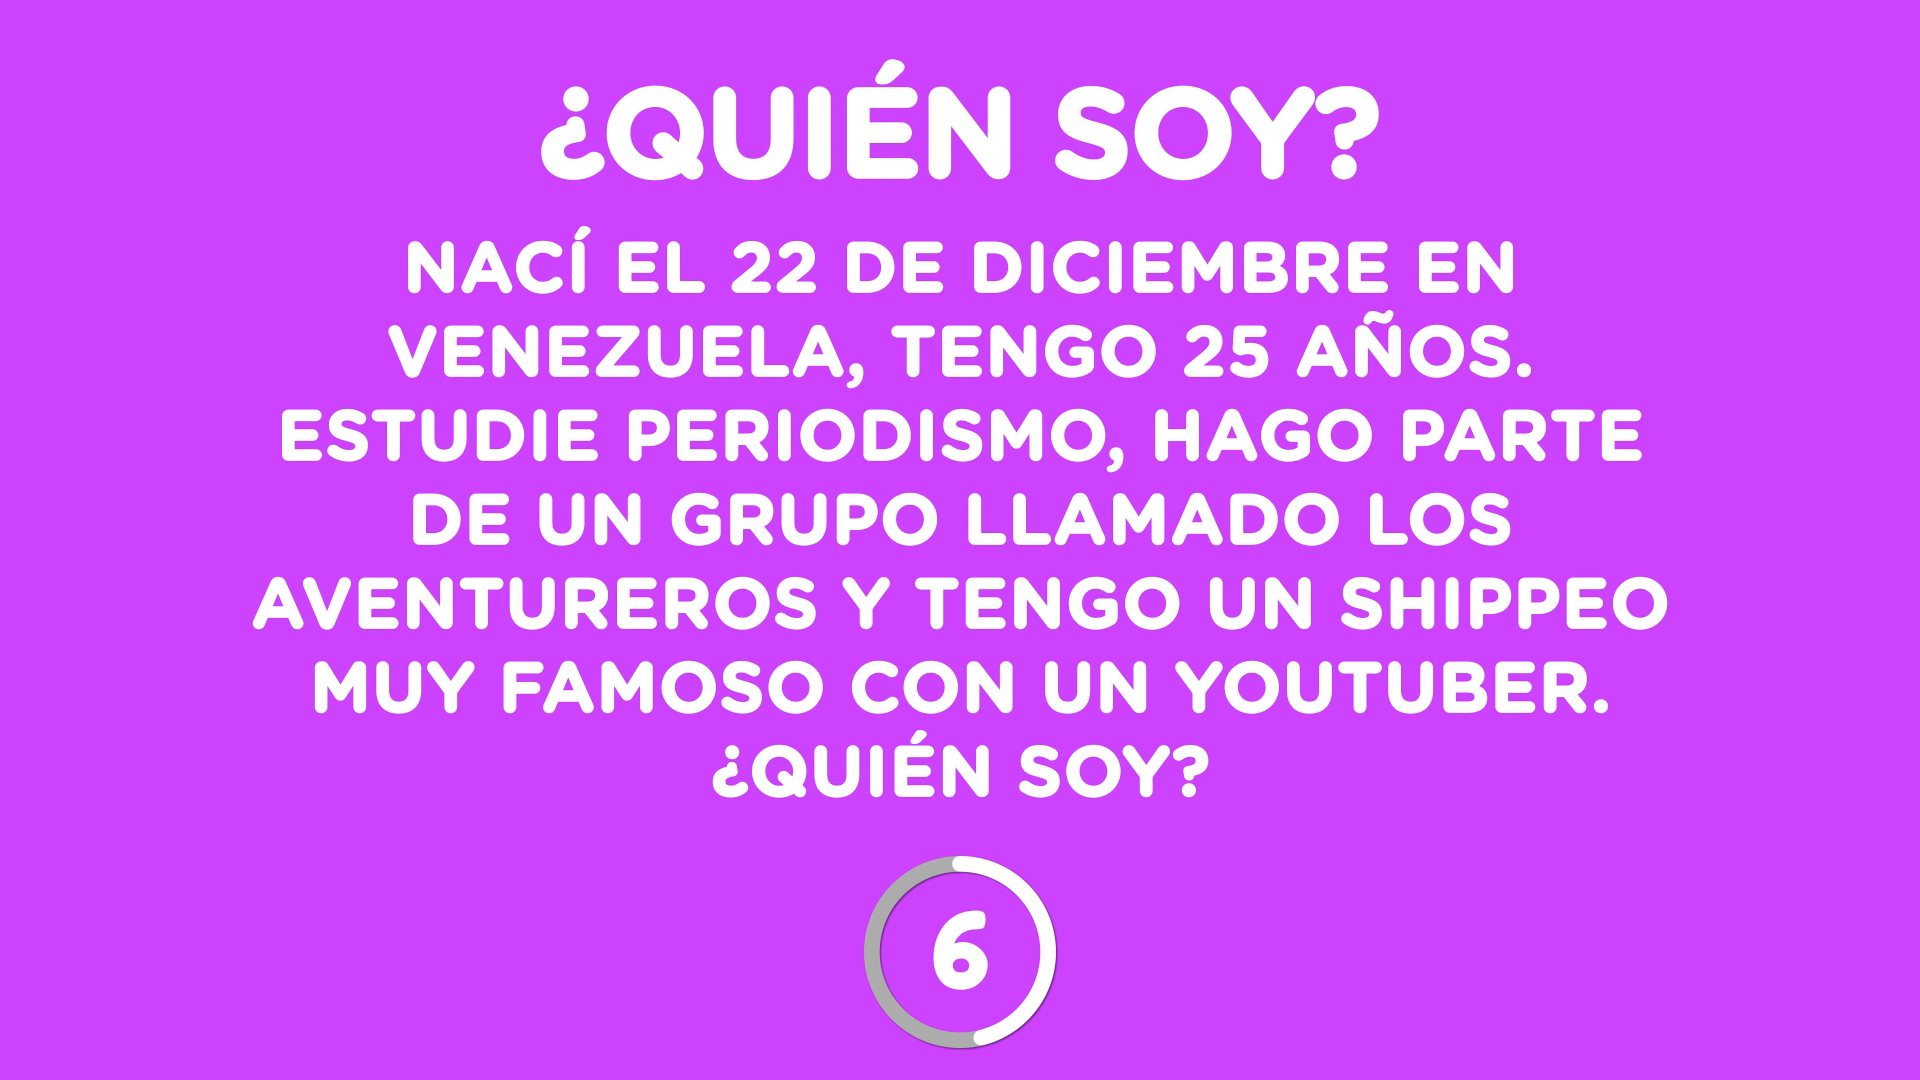 ¿QUIÉN SOY?
NACÍ EL 22 DE DICIEMBRE EN
VENEZUELA, TENGO 25 AÑOS.
ESTUDIE PERIODISMO, HAGO PARTE
DE UN GRUPO LLAMADO LOS
AVENTUREROS Y TENGO UN SHIPPEO
MUY FAMOSO CON UN YOUTUBER.
¿QUIÉN SOY?
6